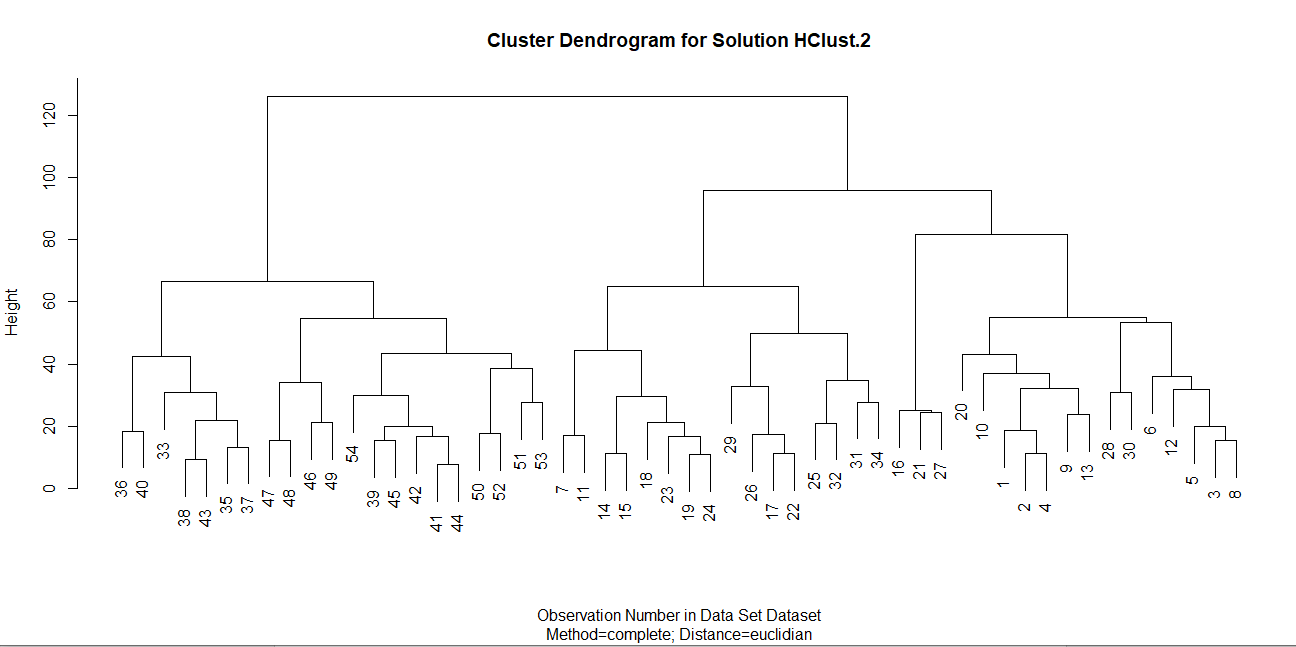 Cluster Dendrogram for Solution HClust.2
Height
120
100
80
60
40
20
0
36 40 33 38 43 35 37 47 48 46 49 54 39 45 42 41 44 50 52 51 53 7 11 14 15 18 23 19 24 29 26 17 22 25 32 31 34 16 21 27 20 10 1 2 4 9 13 28 30 6 12 5 3 8
Observation Number in Data Set Dataset
Method=complete; Distance=euclidian